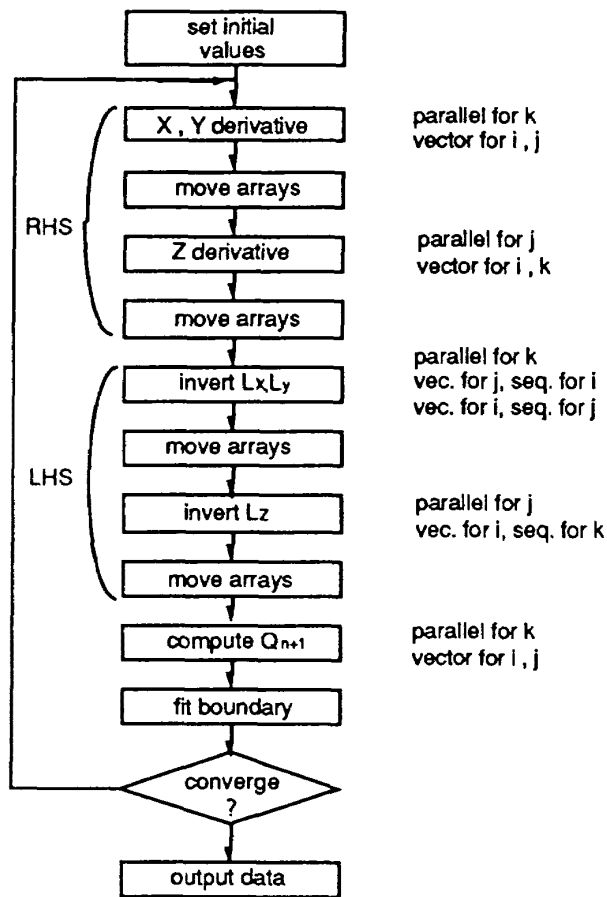 set initial
values
X , Y derivative
parallel for k
vector for i , j
move arrays
RHS
Z derivative
parallel for j
vector for i , k
move arrays
invert Lx,Ly
parallel for k
vec. for j, seq. for i
vec. for i, seq. for j
move arrays
LHS
invert Lz
parallel for j
vec. for i, seq. for k
move arrays
compute Qn+1
parallel for k
vector for i , j
fit boundary
converge
?
output data